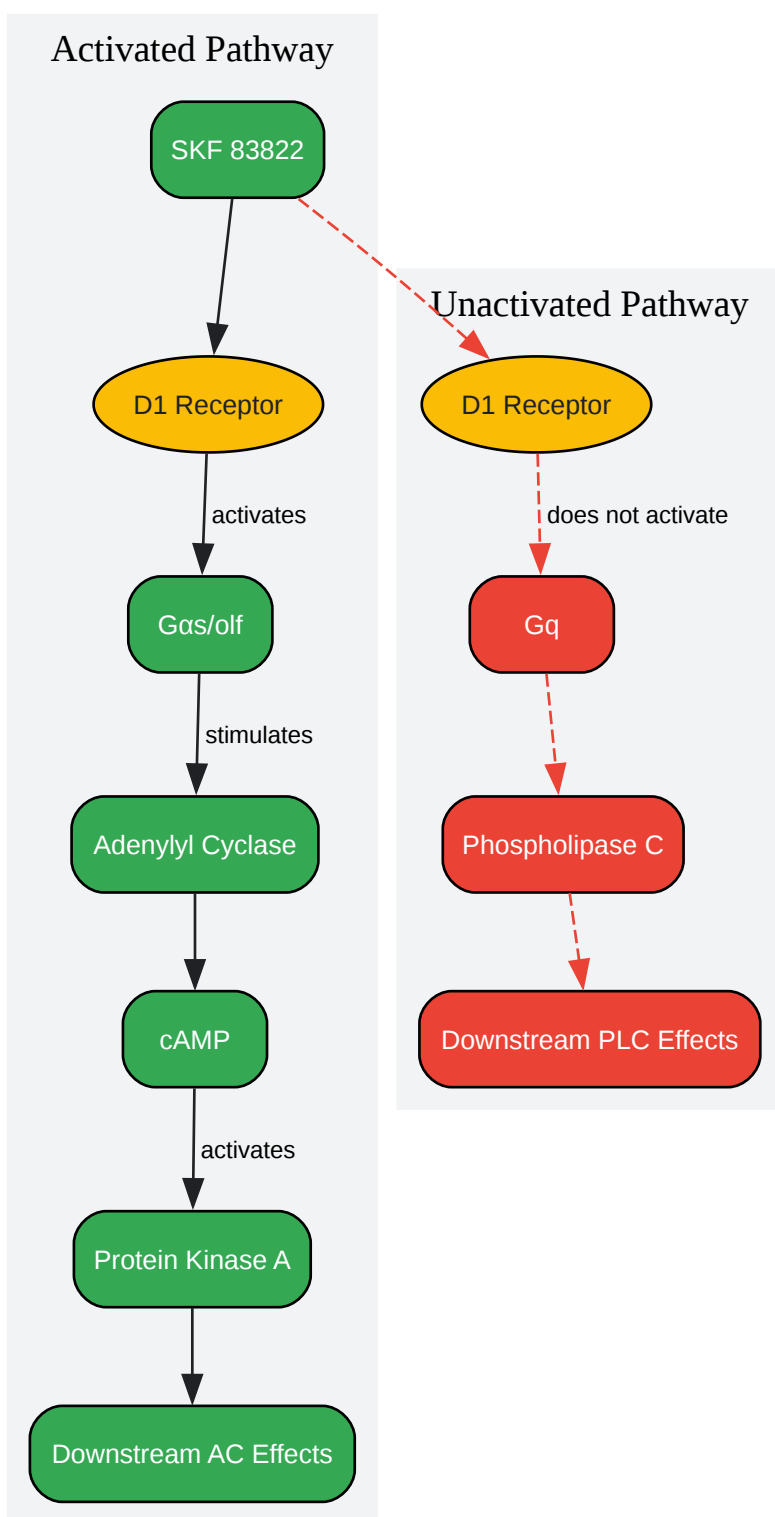 Activated Pathway
SKF 83822
D1 Receptor
activates
Gαs/olf
stimulates
Adenylyl Cyclase
cAMP
activates
Protein Kinase A
Downstream AC Effects
Unactivated Pathway
D1 Receptor
does not activate
Gq
Phospholipase C
Downstream PLC Effects